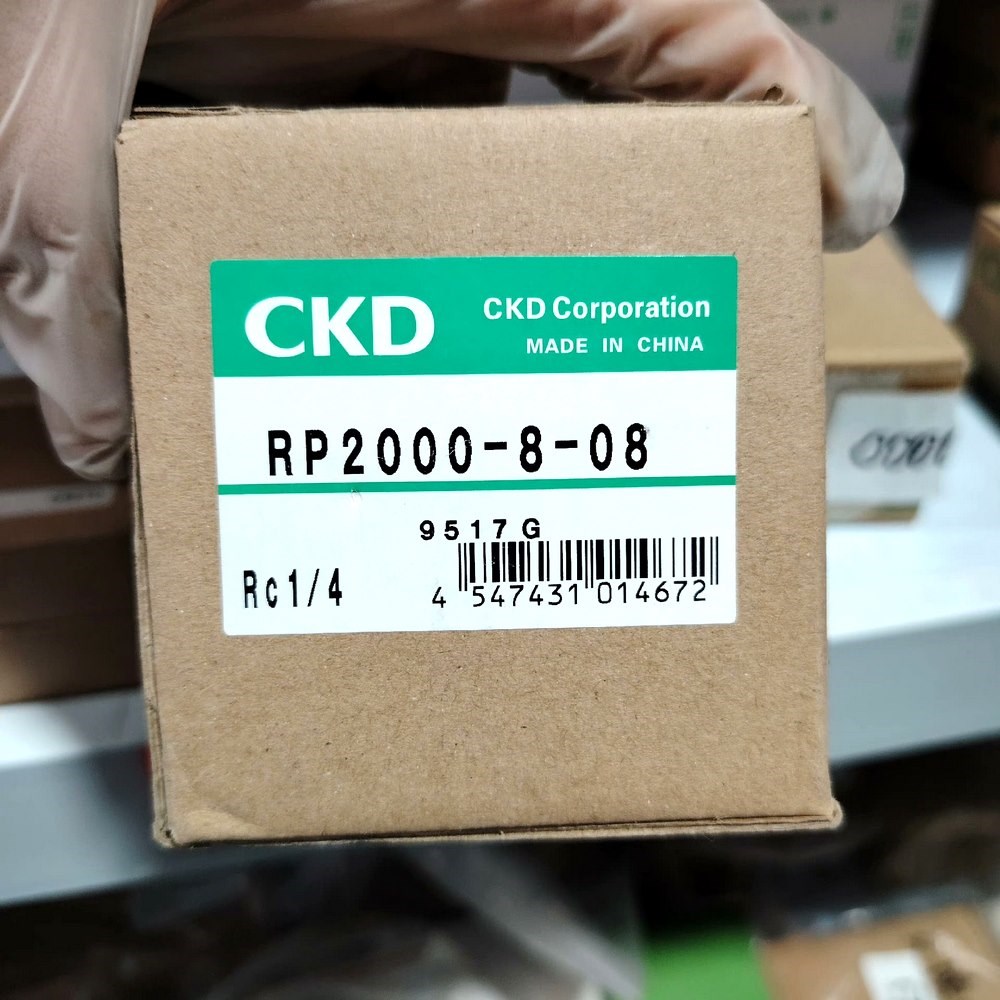 CKD
CKD Corporation
MADE IN CHINA
RP2000-8-08
9517G
Rc1/4
4 547431 014672